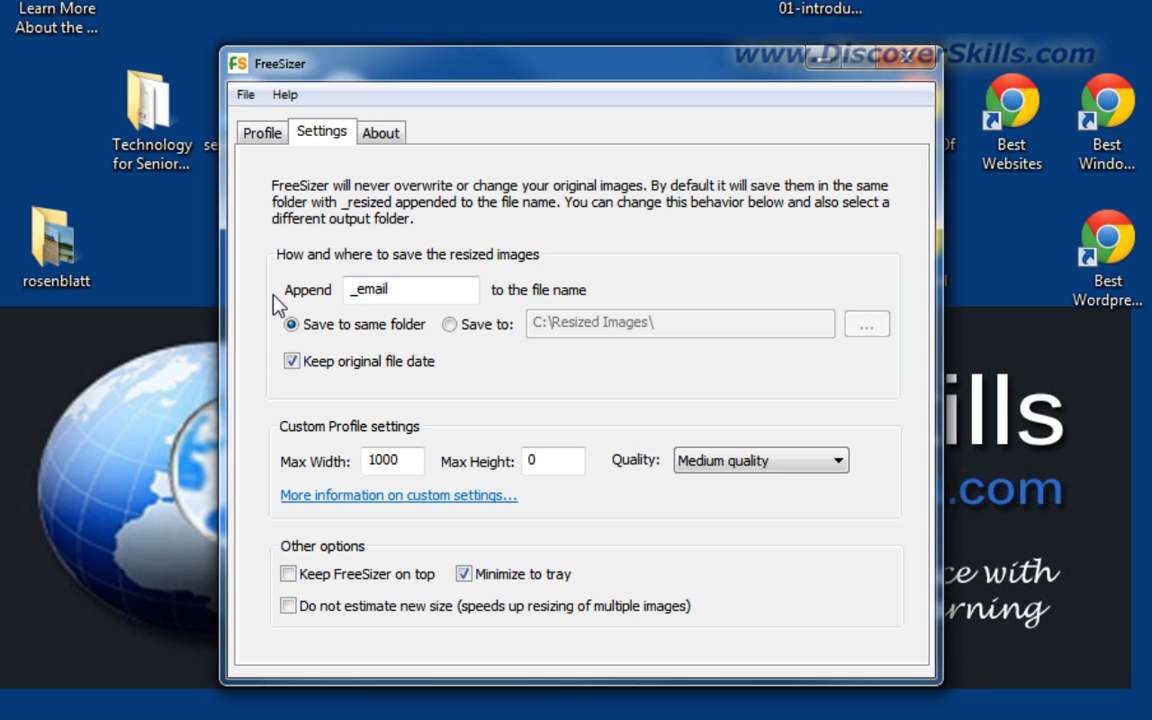 Learn More
About the ...
01-introdu...
www.DiscoverSkills.com
FS FreeSizer
File Help
Profile Settings About
Technology
for Senior...
se
Of
Best
Websites
Best
Windo...
FreeSizer will never overwrite or change your original images. By default it will save them in the same
folder with _resized appended to the file name. You can change this behavior below and also select a
different output folder.
How and where to save the resized images
Append _email to the file name
rosenblatt
Best
Wordpre...
Save to same folder Save to: C:\Resized Images\ ...
Keep original file date
ills
Custom Profile settings
Max Width: 1000 Max Height: 0 Quality: Medium quality
More information on custom settings...
.com
Other options
Keep FreeSizer on top Minimize to tray
ce with
Do not estimate new size (speeds up resizing of multiple images)
rning